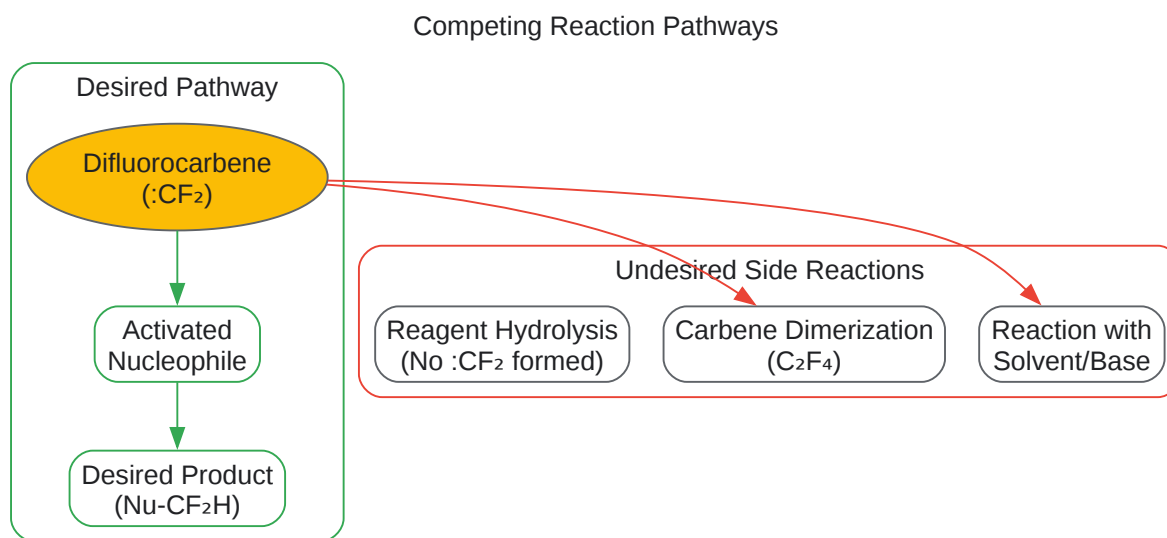 Competing Reaction Pathways
Desired Pathway
Difluorocarbene
(:CF₂)
Activated
Nucleophile
Desired Product
(Nu-CF₂H)
Undesired Side Reactions
Reagent Hydrolysis
(No :CF₂ formed)
Carbene Dimerization
(C₂F₄)
Reaction with
Solvent/Base